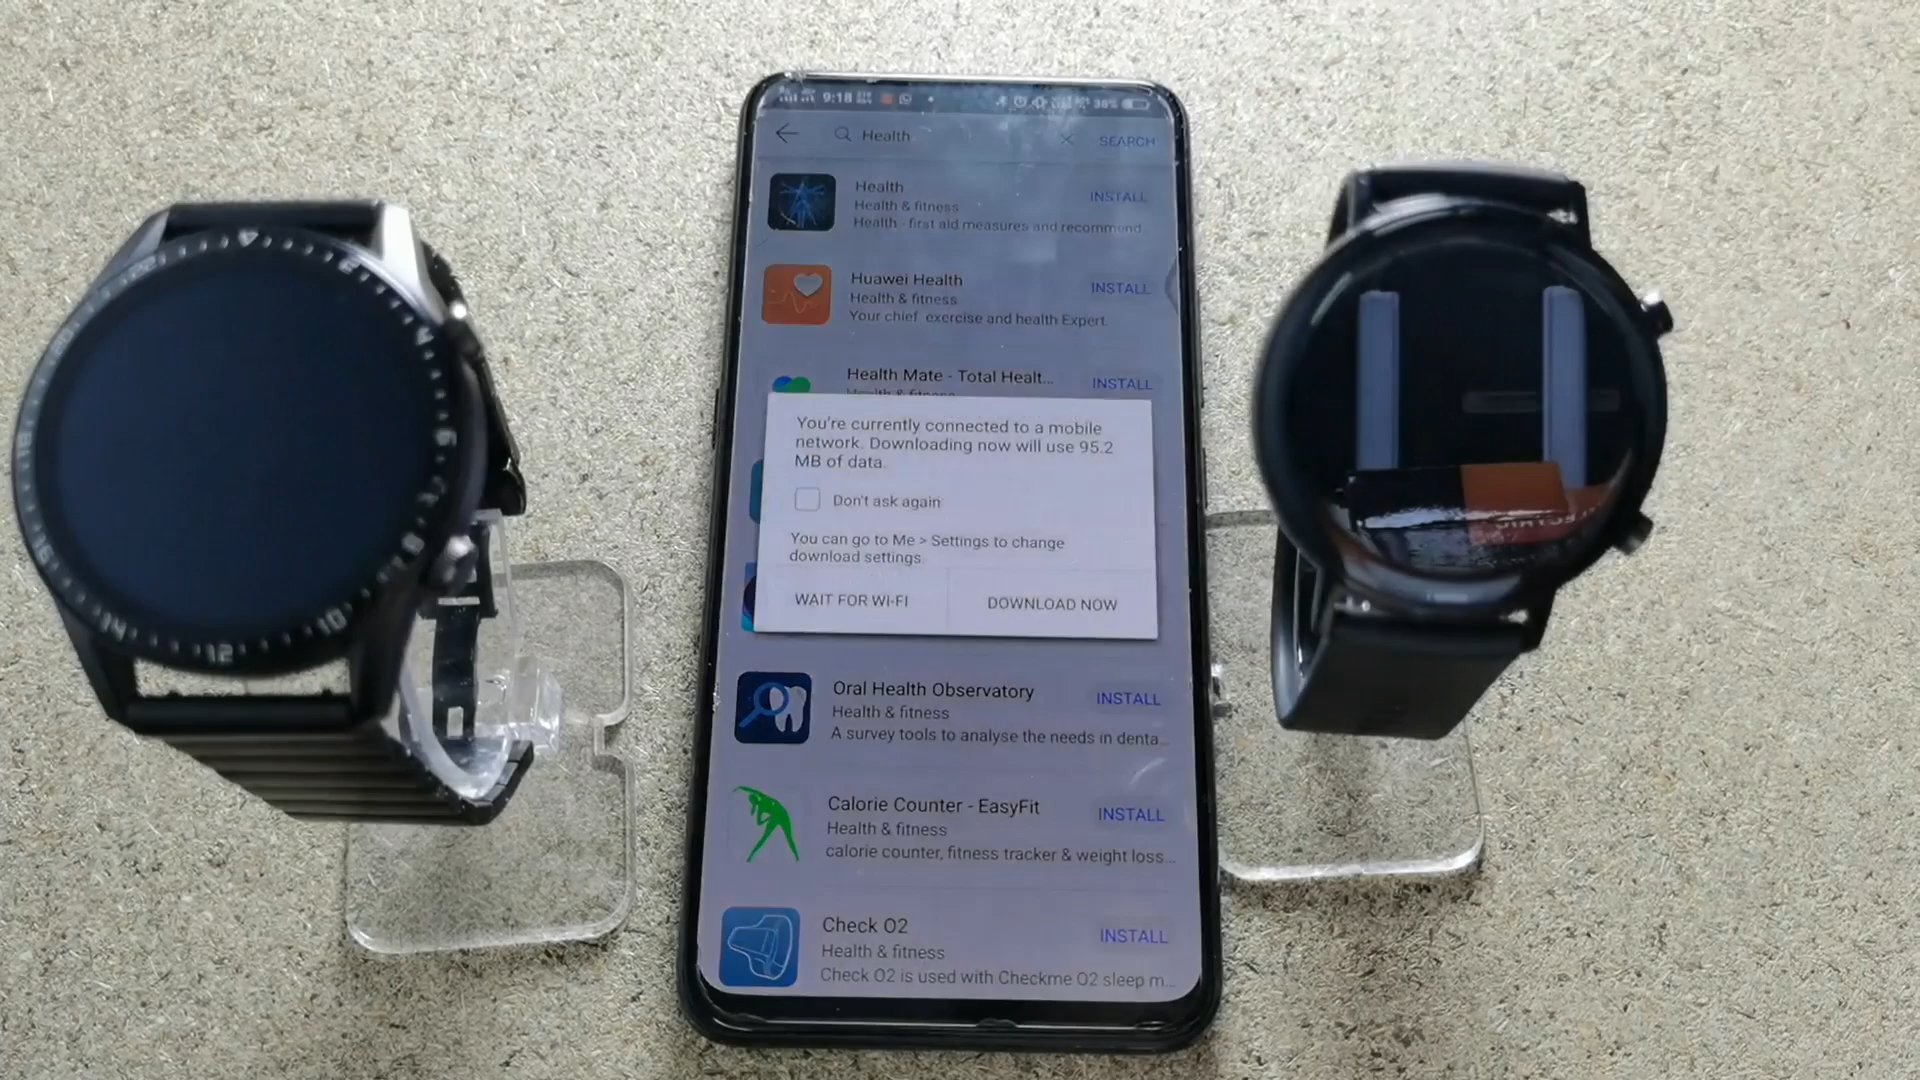 9:18
38%
Health
SEARCH
Health
INSTALL
Health & fitness
Health - first aid measures and recommend
Huawei Health
INSTALL
Health & fitness
Your chief exercise and health Expert.
Health Mate - Total Healt...
INSTALL
Health & fitness
You're currently connected to a mobile
network. Downloading now will use 95.2
MB of data.
Don't ask again
You can go to Me > Settings to change
download settings.
WAIT FOR WI-FI
DOWNLOAD NOW
Oral Health Observatory
INSTALL
Health & fitness
A survey tools to analyse the needs in denta...
Calorie Counter - EasyFit
INSTALL
Health & fitness
calorie counter, fitness tracker & weight loss...
Check O2
INSTALL
Health & fitness
Check O2 is used with Checkme O2 sleep m...
10
12
14